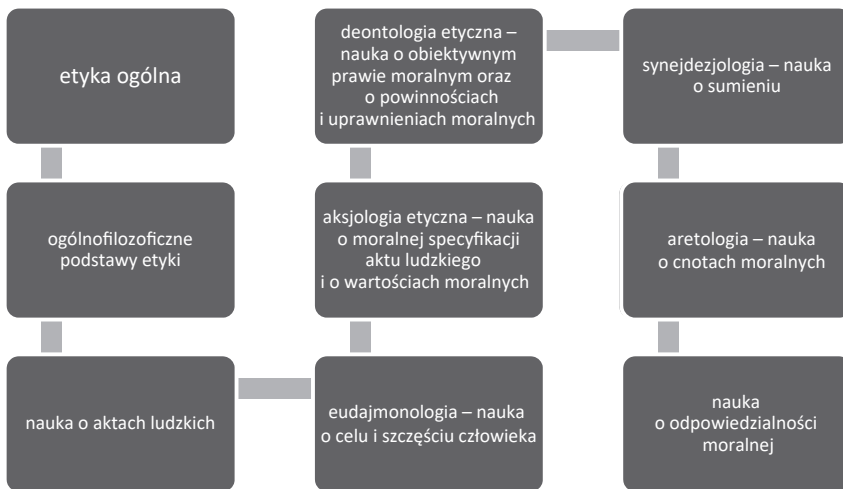 etyka ogólna
ogólnofilozoficzne
podstawy etyki
nauka o aktach ludzkich
eudajmonologia – nauka
o celu i szczęściu człowieka
aksjologia etyczna – nauka
o moralnej specyfikacji
aktu ludzkiego
i o wartościach moralnych
deontologia etyczna –
nauka o obiektywnym
prawie moralnym oraz
o powinnościach
i uprawnieniach moralnych
synejdezjologia – nauka
o sumieniu
aretologia – nauka
o cnotach moralnych
nauka
o odpowiedzialności
moralnej